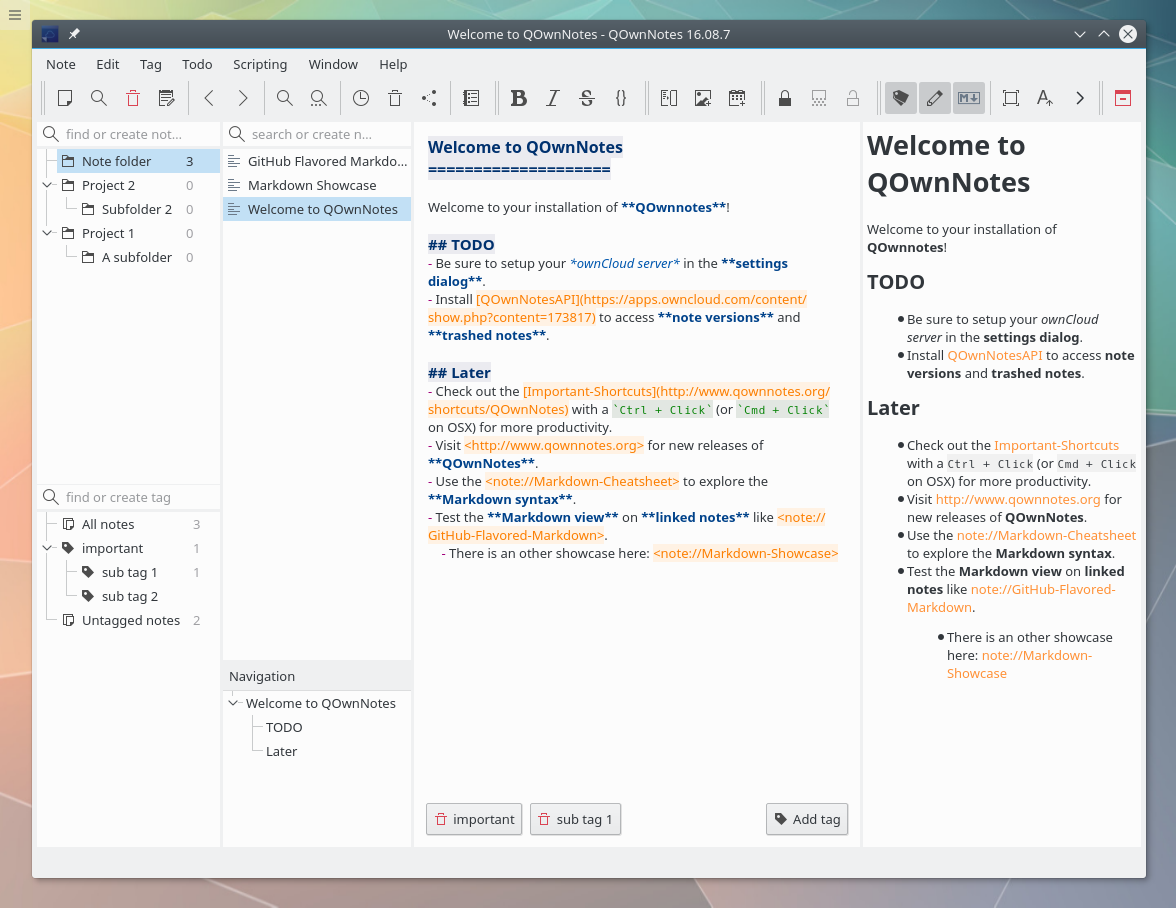 Welcome to QOwnNotes - QOwnNotes 16.08.7
Note Edit Tag Todo Scripting Window Help
B I S {}
find or create not...
Note folder 3
Project 2 0
Subfolder 2 0
Project 1 0
A subfolder 0
find or create tag
All notes 3
important 1
sub tag 1 1
sub tag 2
Untagged notes 2
search or create n...
GitHub Flavored Markdo...
Markdown Showcase
Welcome to QOwnNotes
Navigation
Welcome to QOwnNotes
TODO
Later
Welcome to QOwnNotes
====================
Welcome to your installation of **QOwnnotes**!
## TODO
- Be sure to setup your *ownCloud server* in the **settings
dialog**.
- Install [QOwnNotesAPI](https://apps.owncloud.com/content/
show.php?content=173817) to access **note versions** and
**trashed notes**.
## Later
- Check out the [Important-Shortcuts](http://www.qownnotes.org/
shortcuts/QOwnNotes) with a `Ctrl + Click` (or `Cmd + Click`
on OSX) for more productivity.
- Visit <http://www.qownnotes.org> for new releases of
**QOwnNotes**.
- Use the <note://Markdown-Cheatsheet> to explore the
**Markdown syntax**.
- Test the **Markdown view** on **linked notes** like <note://
GitHub-Flavored-Markdown>.
- There is an other showcase here: <note://Markdown-Showcase>
important sub tag 1 Add tag
Welcome to
QOwnNotes
Welcome to your installation of
QOwnnotes!
TODO
●Be sure to setup your ownCloud
server in the settings dialog.
●Install QOwnNotesAPI to access note
versions and trashed notes.
Later
●Check out the Important-Shortcuts
with a Ctrl + Click (or Cmd + Click
on OSX) for more productivity.
●Visit http://www.qownnotes.org for
new releases of QOwnNotes.
●Use the note://Markdown-Cheatsheet
to explore the Markdown syntax.
●Test the Markdown view on linked
notes like note://GitHub-Flavored-
Markdown.
●There is an other showcase
here: note://Markdown-
Showcase